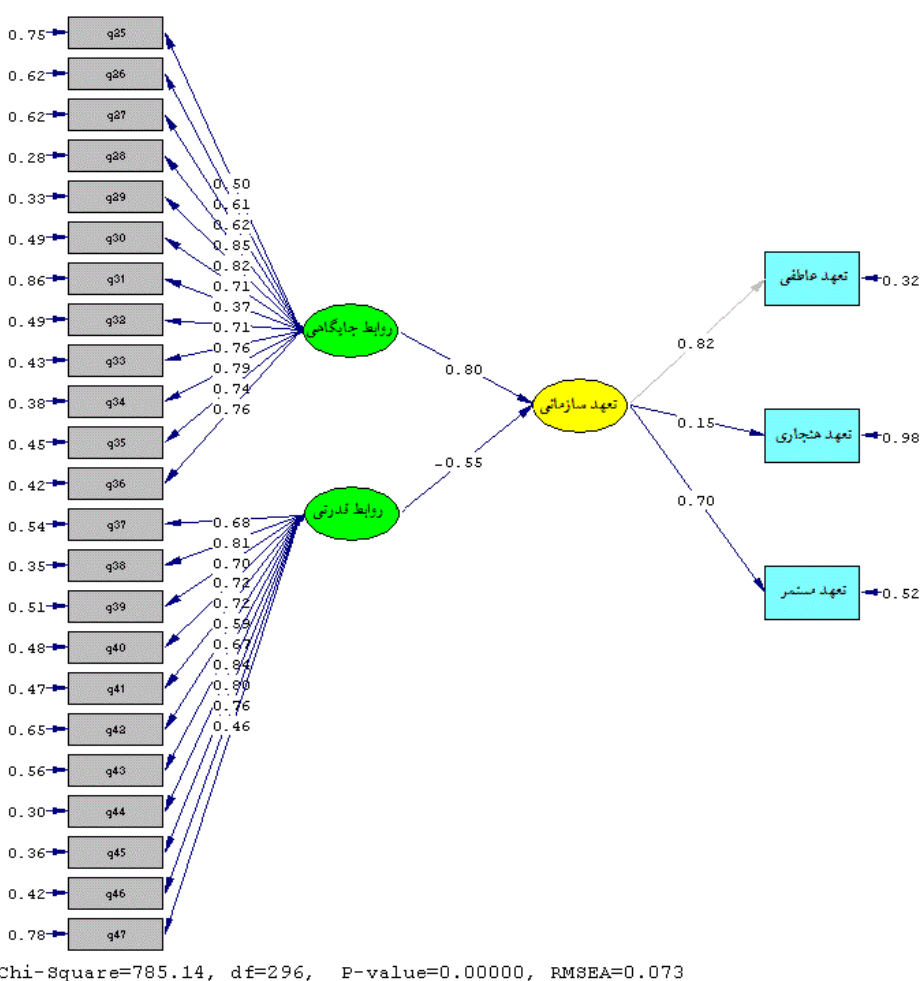 0.75 q25
0.62 q26
0.62 q27
0.28 q28
0.33 q29
0.49 q30
0.86 q31
0.49 q32
0.43 q33
0.38 q34
0.45 q35
0.42 q36
0.54 q37
0.35 q38
0.51 q39
0.48 q40
0.47 q41
0.65 q42
0.56 q43
0.30 q44
0.36 q45
0.42 q46
0.78 q47
0.50
0.61
0.62
0.85
0.82
0.71
0.37
0.71
0.76
0.79
0.74
0.76
0.68
0.81
0.70
0.72
0.72
0.59
0.67
0.84
0.80
0.76
0.46
روابط جایگاهی
روابط قدرتی
0.80
-0.55
تعهد سازمانی
0.82
0.15
0.70
تعهد عاطفی 0.32
تعهد هنجاری 0.98
تعهد مستمر 0.52
Chi-Square=785.14, df=296, P-value=0.00000, RMSEA=0.073